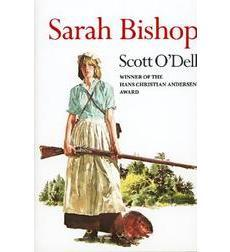 Sarah Bishop
Scott O'Dell
WINNER OF THE
HANS CHRISTIAN ANDERSEN
AWARD